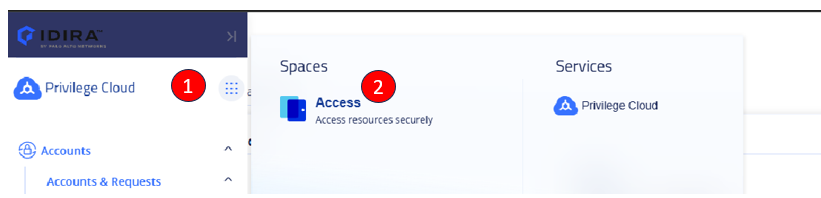 IDIRA™
BY PALO ALTO NETWORKS
Privilege Cloud
1
Spaces
Services
2
Access
Access resources securely
Privilege Cloud
Accounts
Accounts & Requests